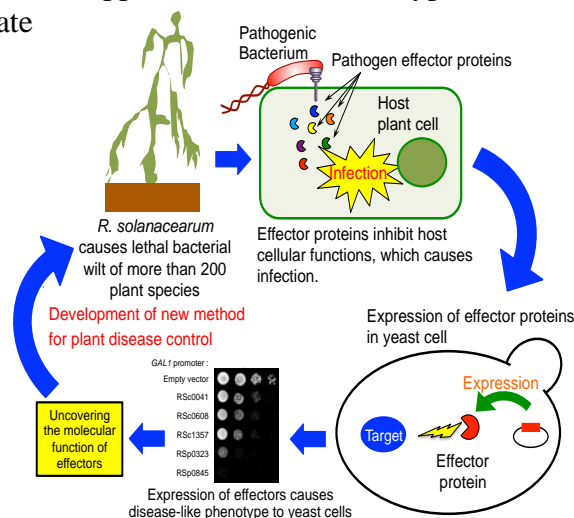 ate
Pathogenic
Bacterium
Pathogen effector proteins
Host
plant cell
Infection
R. solanacearum
causes lethal bacterial
wilt of more than 200
plant species
Effector proteins inhibit host
cellular functions, which causes
infection.
Development of new method
for plant disease control
Expression of effector proteins
in yeast cell
Expression
Target
Effector
protein
GAL1 promoter :
Empty vector
RSc0041
RSc0608
RSc1357
RSp0323
RSp0845
Expression of effectors causes
disease-like phenotype to yeast cells
Uncovering
the molecular
function of
effectors